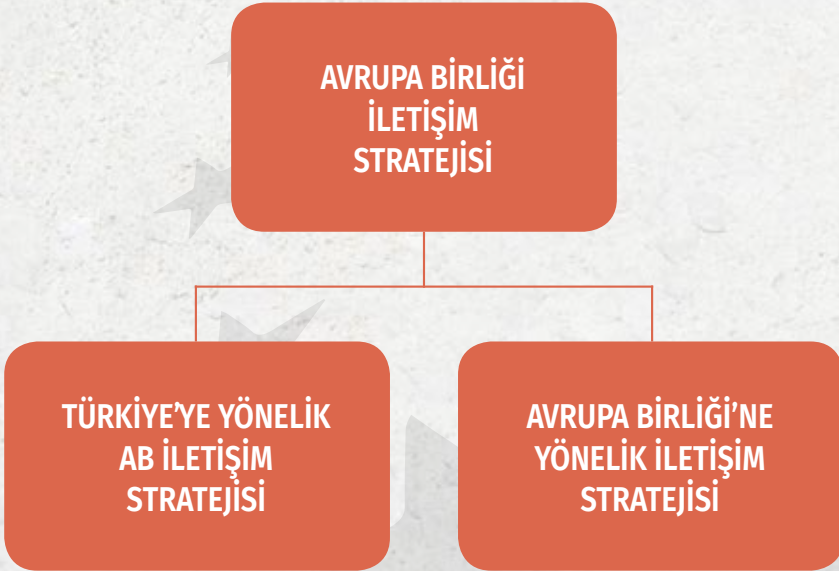 AVRUPA BİRLİĞİ
İLETİŞİM
STRATEJİSİ
TÜRKİYE'YE YÖNELİK
AB İLETİŞİM
STRATEJİSİ
AVRUPA BİRLİĞİ'NE
YÖNELİK İLETİŞİM
STRATEJİSİ